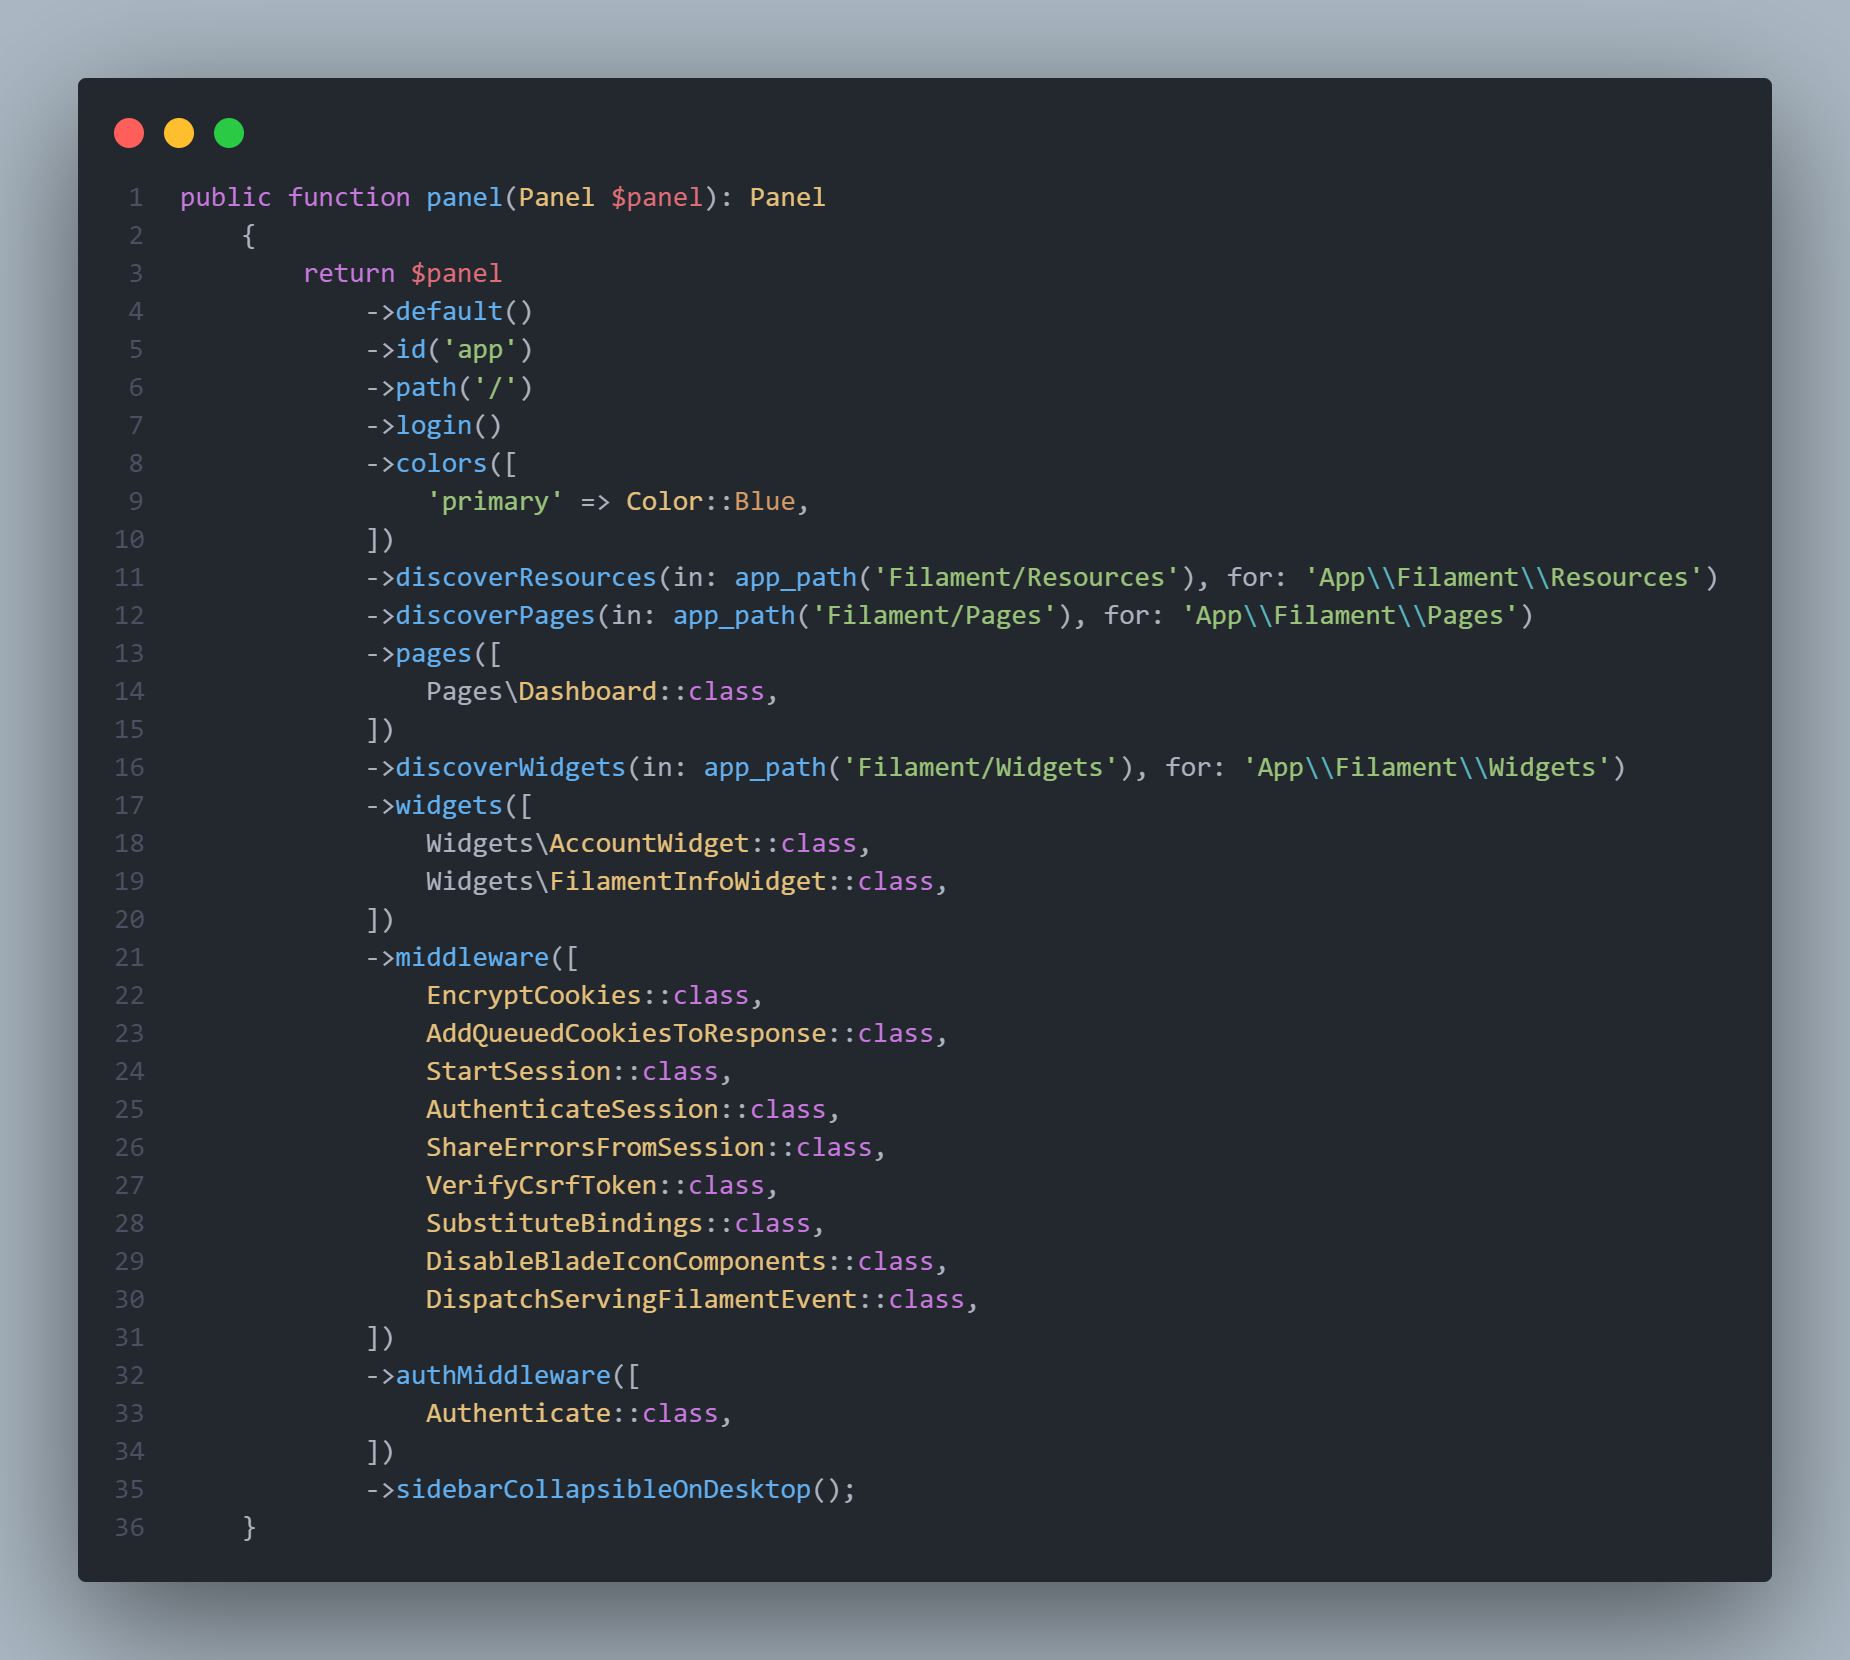 1 public function panel(Panel $panel): Panel
2     {
3         return $panel
4             ->default()
5             ->id('app')
6             ->path('/')
7             ->login()
8             ->colors([
9                 'primary' => Color::Blue,
10             ])
11             ->discoverResources(in: app_path('Filament/Resources'), for: 'App\\Filament\\Resources')
12             ->discoverPages(in: app_path('Filament/Pages'), for: 'App\\Filament\\Pages')
13             ->pages([
14                 Pages\Dashboard::class,
15             ])
16             ->discoverWidgets(in: app_path('Filament/Widgets'), for: 'App\\Filament\\Widgets')
17             ->widgets([
18                 Widgets\AccountWidget::class,
19                 Widgets\FilamentInfoWidget::class,
20             ])
21             ->middleware([
22                 EncryptCookies::class,
23                 AddQueuedCookiesToResponse::class,
24                 StartSession::class,
25                 AuthenticateSession::class,
26                 ShareErrorsFromSession::class,
27                 VerifyCsrfToken::class,
28                 SubstituteBindings::class,
29                 DisableBladeIconComponents::class,
30                 DispatchServingFilamentEvent::class,
31             ])
32             ->authMiddleware([
33                 Authenticate::class,
34             ])
35             ->sidebarCollapsibleOnDesktop();
36     }